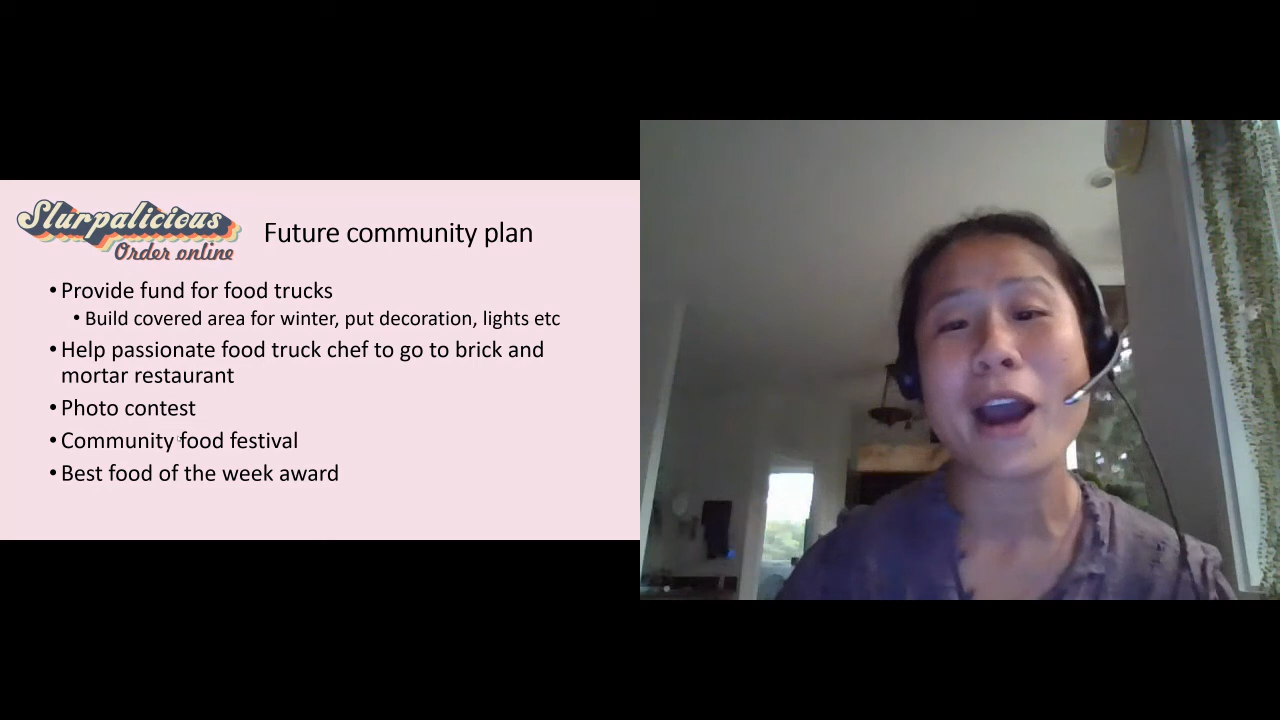 Slurpalicious
Order online
Future community plan
• Provide fund for food trucks
• Build covered area for winter, put decoration, lights etc
• Help passionate food truck chef to go to brick and
mortar restaurant
• Photo contest
• Community food festival
• Best food of the week award